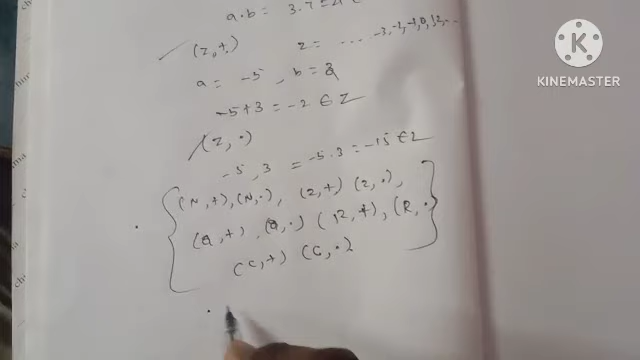 a.b = 3.7 = 21 ∈
(Z, +) Z = .... -3, -2, -1, 0, 1, 2, ...
a = -5 , b = 3
-5+3 = -2 ∈ Z
(Z, •)
-5, 3 = -5.3 = -15 ∈ Z
(N, +), (N, •), (Z, +) (Z, •),
(Q, +) , (Q, •) (R, +), (R, •
(C, +) (C, •)
K
KINEMASTER